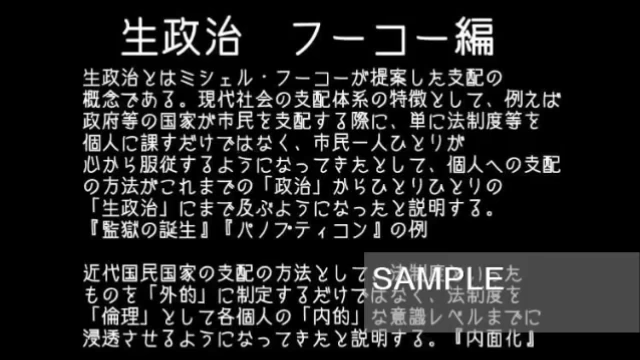 生政治　フーコー編
生政治とはミシェル・フーコーが提案した支配の
概念である。現代社会の支配体系の特徴として、例えば
政府等の国家が市民を支配する際に、単に法制度等を
個人に課すだけではなく、市民一人ひとりが
心から服従するようになってきたとして、個人への支配
の方法がこれまでの「政治」からひとりひとりの
「生政治」にまで及ぶようになったと説明する。
『監獄の誕生』『パノプティコン』の例
近代国民国家の支配の方法として、法制度といった
ものを「外的」に制定するだけではなく、法制度を
「倫理」として各個人の「内的」な意識レベルまでに
浸透させるようになってきたと説明する。『内面化』
SAMPLE